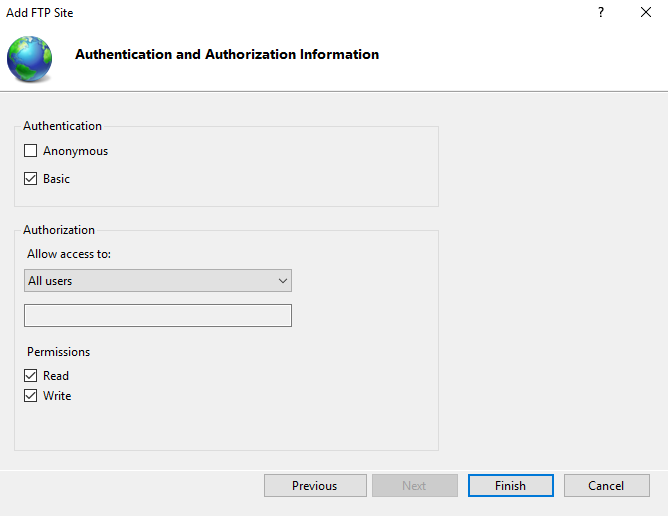 Add FTP Site
?
Authentication and Authorization Information
Authentication
Anonymous
Basic
Authorization
Allow access to:
All users
Permissions
Read
Write
Previous
Next
Finish
Cancel